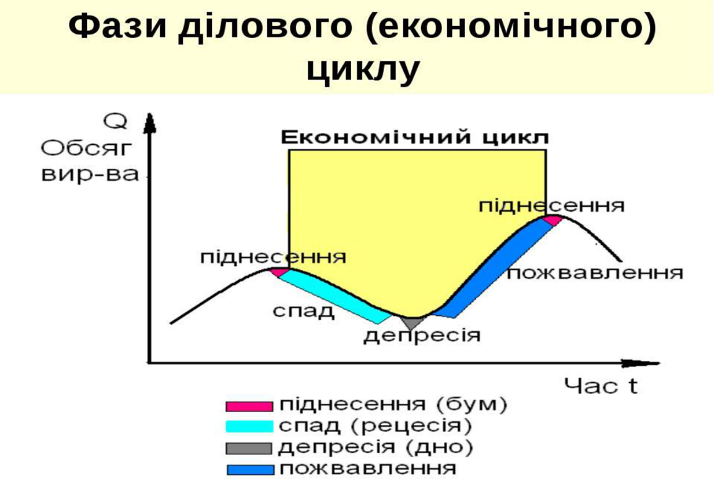 Фази ділового (економічного)
циклу
Q
Обсяг
вир-ва
Економічний цикл
піднесення
піднесення
пожвавлення
спад
депресія
Час t
піднесення (бум)
спад (рецесія)
депресія (дно)
пожвавлення